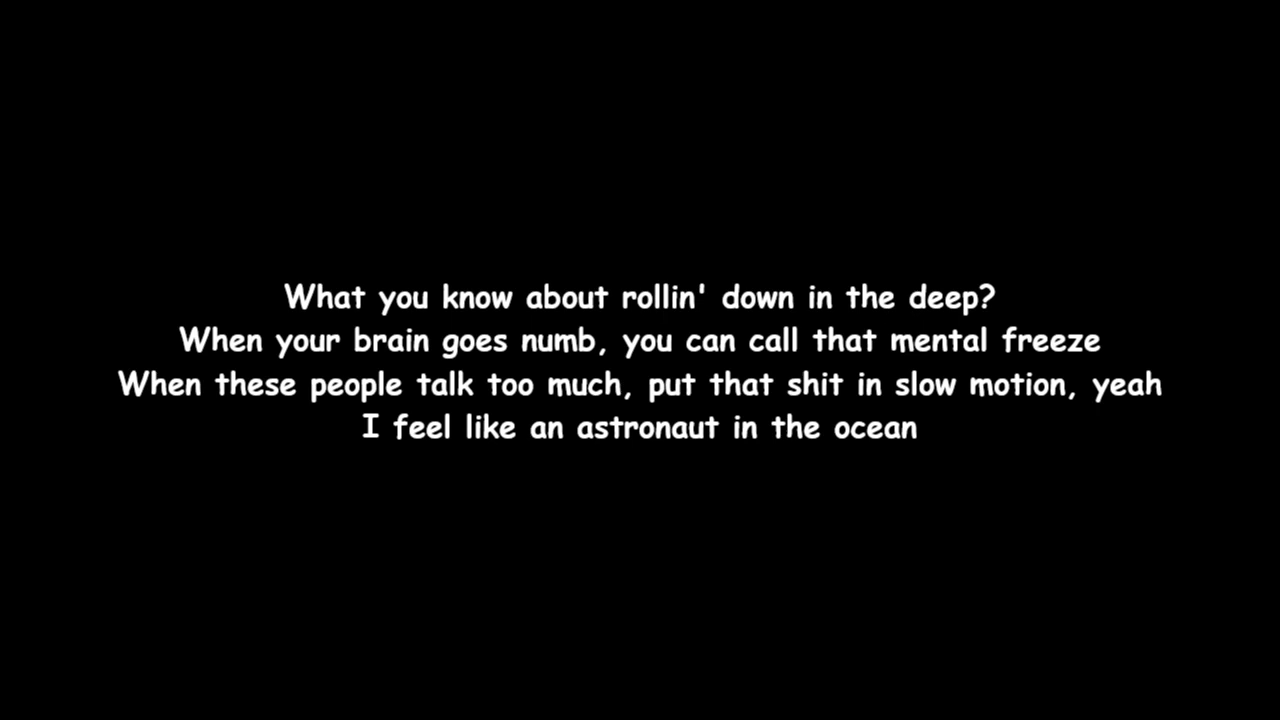 What you know about rollin' down in the deep?
When your brain goes numb, you can call that mental freeze
When these people talk too much, put that shit in slow motion, yeah
I feel like an astronaut in the ocean